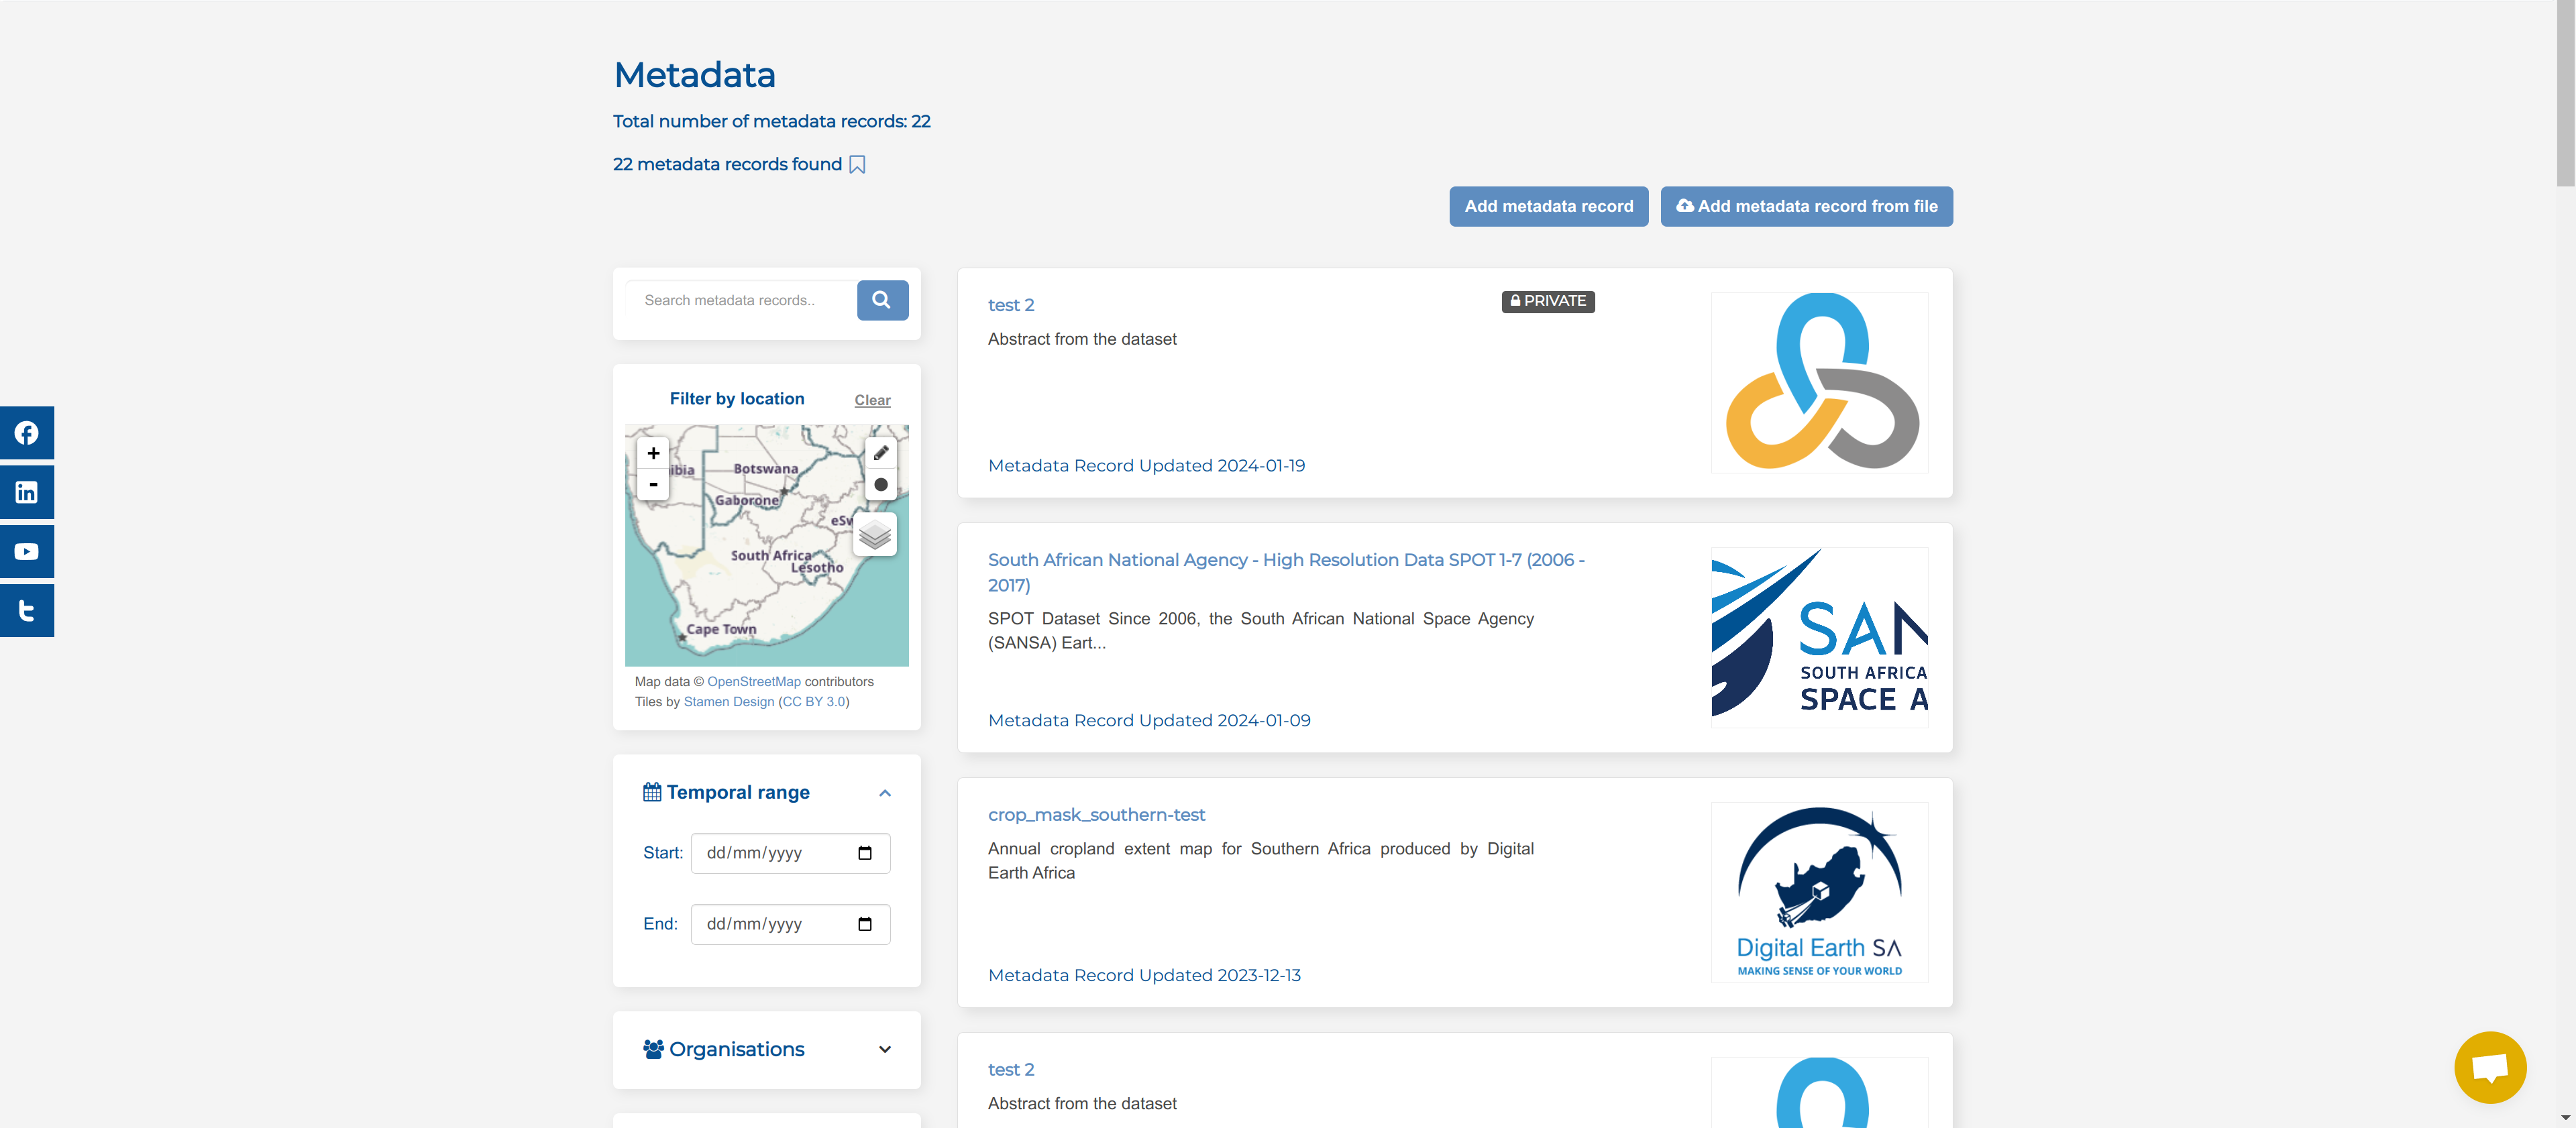 Metadata
Total number of metadata records: 22
22 metadata records found
Add metadata record
Add metadata record from file
Search metadata records..
Filter by location
Clear
+
-
ibia
Botswana
Gaborone
eSw
South Africa
Lesotho
Cape Town
Map data © OpenStreetMap contributors
Tiles by Stamen Design (CC BY 3.0)
Temporal range
Start:
dd/mm/yyyy
End:
dd/mm/yyyy
Organisations
test 2
PRIVATE
Abstract from the dataset
Metadata Record Updated 2024-01-19
South African National Agency - High Resolution Data SPOT 1-7 (2006 -
2017)
SPOT Dataset Since 2006, the South African National Space Agency
(SANSA) Eart...
Metadata Record Updated 2024-01-09
SAN
SOUTH AFRICA
SPACE A
crop_mask_southern-test
Annual cropland extent map for Southern Africa produced by Digital
Earth Africa
Metadata Record Updated 2023-12-13
Digital Earth SA
MAKING SENSE OF YOUR WORLD
test 2
Abstract from the dataset